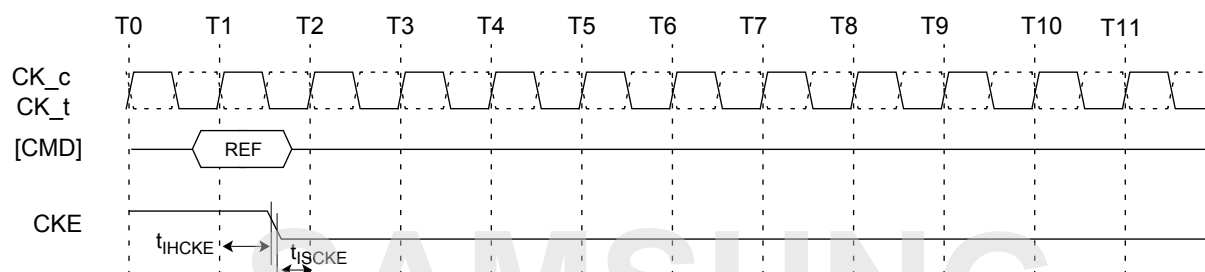 T0 T1 T2 T3 T4 T5 T6 T7 T8 T9 T10 T11
CK_c
CK_t
[CMD] REF
CKE
tIHCKE
tISCKE
SAMSUNG